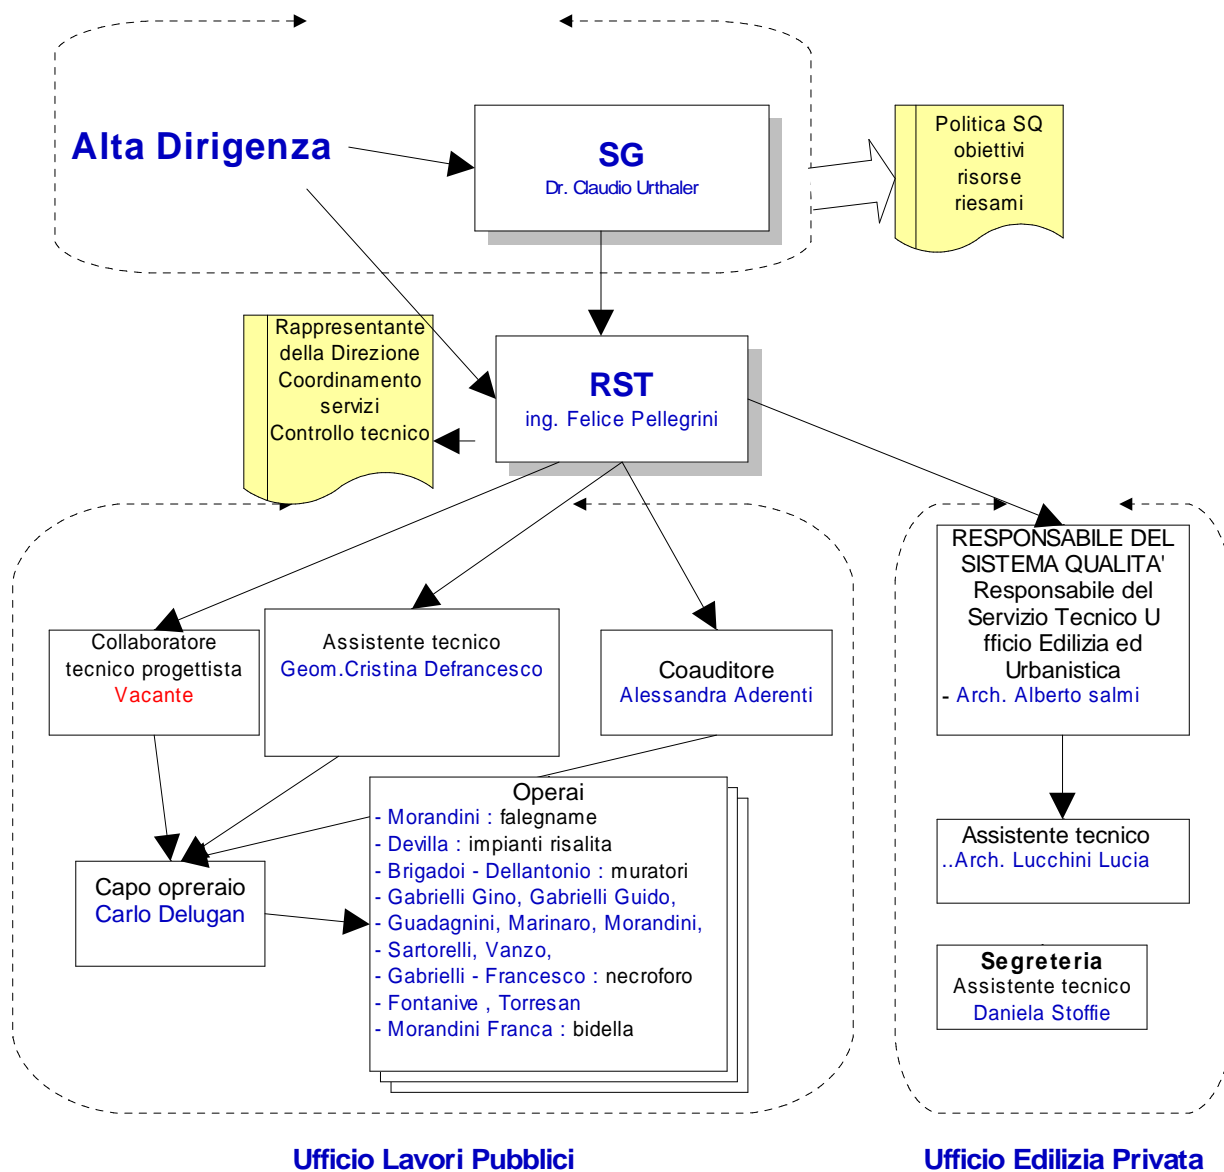 Alta Dirigenza
SG
Dr. Claudio Urthaler
Politica SQ
obiettivi
risorse
riesami
Rappresentante
della Direzione
Coordinamento
servizi
Controllo tecnico
RST
ing. Felice Pellegrini
Collaboratore
tecnico progettista
Vacante
Assistente tecnico
Geom.Cristina Defrancesco
Coauditore
Alessandra Aderenti
RESPONSABILE DEL
SISTEMA QUALITA'
Responsabile del
Servizio Tecnico U
fficio Edilizia ed
Urbanistica
- Arch. Alberto salmi
Capo opreraio
Carlo Delugan
Operai
- Morandini : falegname
- Devilla : impianti risalita
- Brigadoi - Dellantonio : muratori
- Gabrielli Gino, Gabrielli Guido,
- Guadagnini, Marinaro, Morandini,
- Sartorelli, Vanzo,
- Gabrielli - Francesco : necroforo
- Fontanive , Torresan
- Morandini Franca : bidella
Assistente tecnico
..Arch. Lucchini Lucia
Segreteria
Assistente tecnico
Daniela Stoffie
Ufficio Lavori Pubblici
Ufficio Edilizia Privata